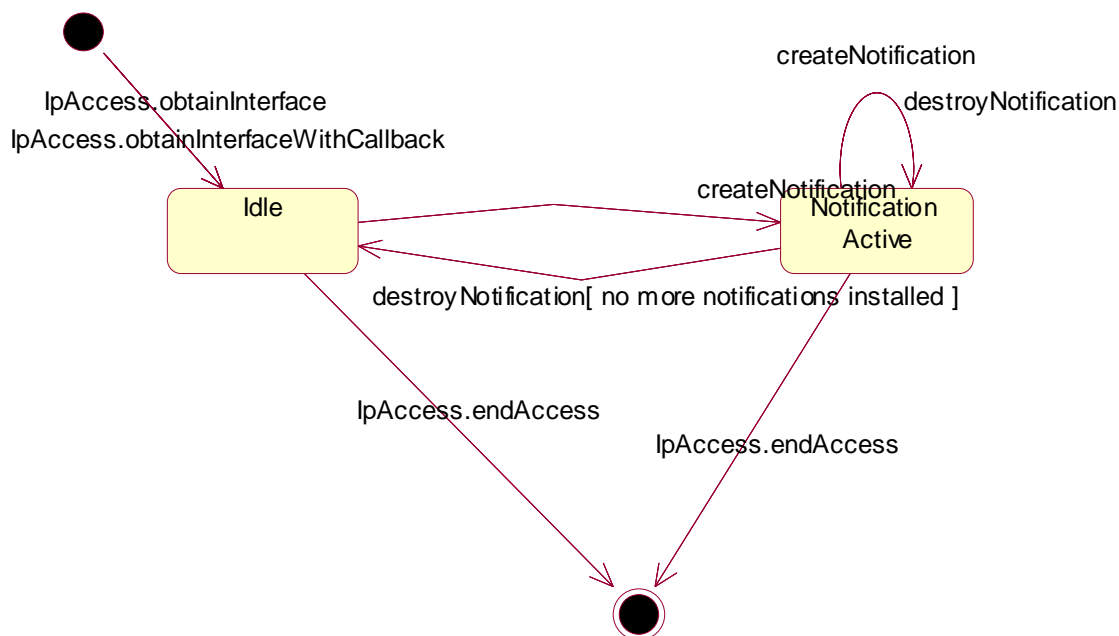 createNotification
destroyNotification
IpAccess.obtainInterface
IpAccess.obtainInterfaceWithCallback
createNotification
Idle
Notification
Active
destroyNotification[ no more notifications installed ]
IpAccess.endAccess
IpAccess.endAccess